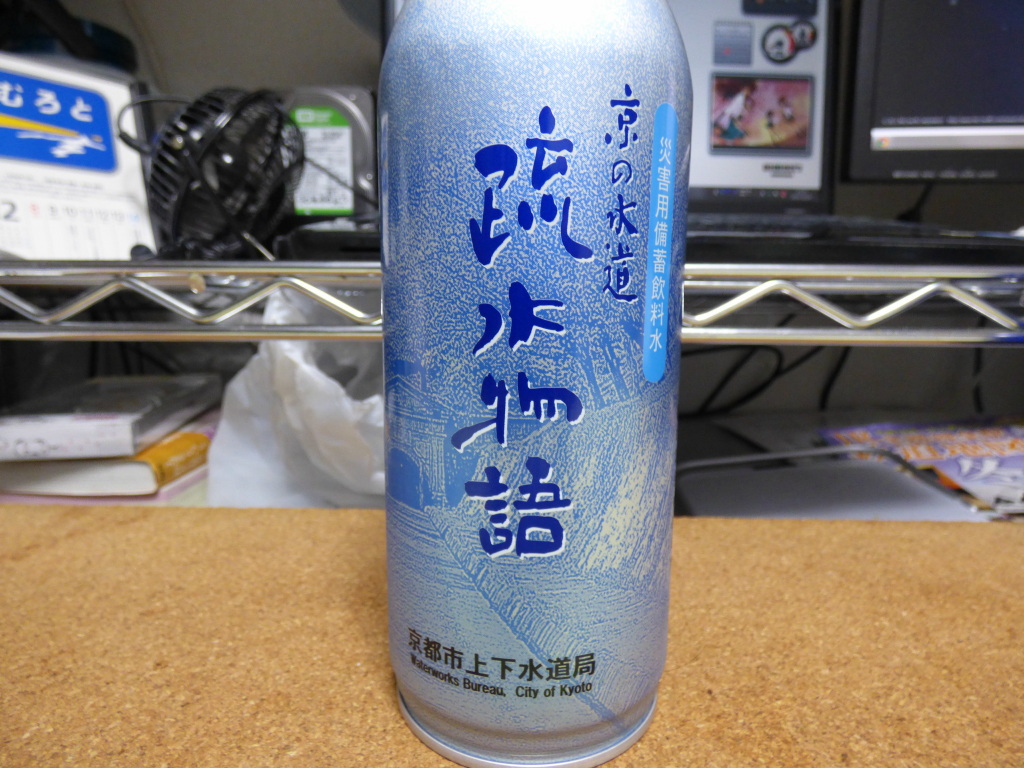 京の水道
疏水物語
災害用備蓄飲料水
京都市上下水道局
Waterworks Bureau, City of Kyoto
むろと